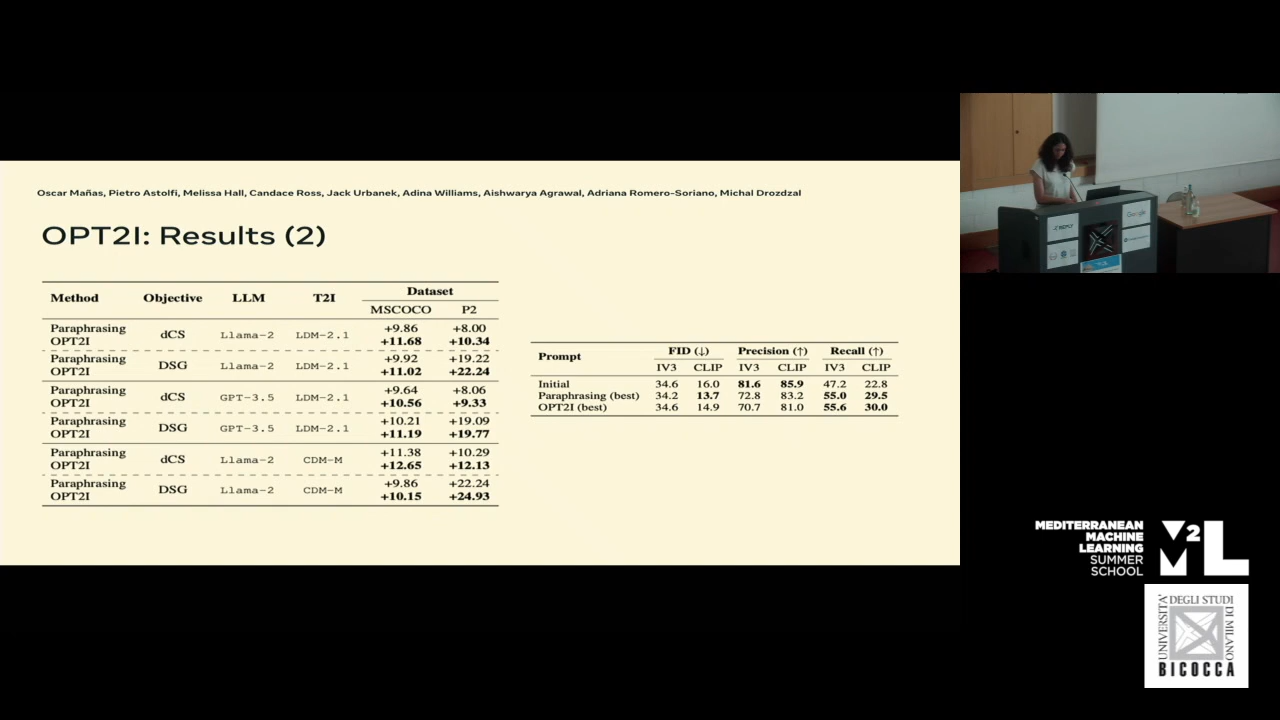 Oscar Mañas, Pietro Astolfi, Melissa Hall, Candace Ross, Jack Urbanek, Adina Williams, Aishwarya Agrawal, Adriana Romero-Soriano, Michal Drozdzal
OPT2I: Results (2)
Method Objective LLM T2I Dataset
MSCOCO P2
Paraphrasing dCS Llama-2 LDM-2.1 +9.86 +8.00
OPT2I +11.68 +10.34
Paraphrasing DSG Llama-2 LDM-2.1 +9.92 +19.22
OPT2I +11.02 +22.24
Paraphrasing dCS GPT-3.5 LDM-2.1 +9.64 +8.06
OPT2I +10.56 +9.33
Paraphrasing DSG GPT-3.5 LDM-2.1 +10.21 +19.09
OPT2I +11.19 +19.77
Paraphrasing dCS Llama-2 CDM-M +11.38 +10.29
OPT2I +12.65 +12.13
Paraphrasing DSG Llama-2 CDM-M +9.86 +22.24
OPT2I +10.15 +24.93
Prompt FID (↓) Precision (↑) Recall (↑)
IV3 CLIP IV3 CLIP IV3 CLIP
Initial 34.6 16.0 81.6 85.9 47.2 22.8
Paraphrasing (best) 34.2 13.7 72.8 83.2 55.0 29.5
OPT2I (best) 34.6 14.9 70.7 81.0 55.6 30.0
Google
MEDITERRANEAN
MACHINE
LEARNING
SUMMER
SCHOOL
M2L
UNIVERSITA'
DEGLI STUDI
DI MILANO
BICOCCA